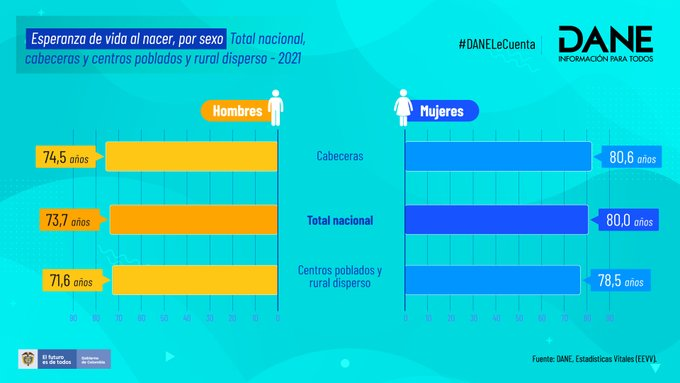 Esperanza de vida al nacer, por sexo Total nacional,
cabeceras y centros poblados y rural disperso - 2021
#DANELeCuenta
DANE
INFORMACIÓN PARA TODOS
Hombres
Mujeres
74,5 años
Cabeceras
80,6 años
73,7 años
Total nacional
80,0 años
71,6 años
Centros poblados y
rural disperso
78,5 años
90 80 70 60 50 40 30 20 10 0
0 10 20 30 40 50 60 70 80 90
El futuro
es de todos
Gobierno
de Colombia
Fuente: DANE. Estadísticas Vitales (EEVV).